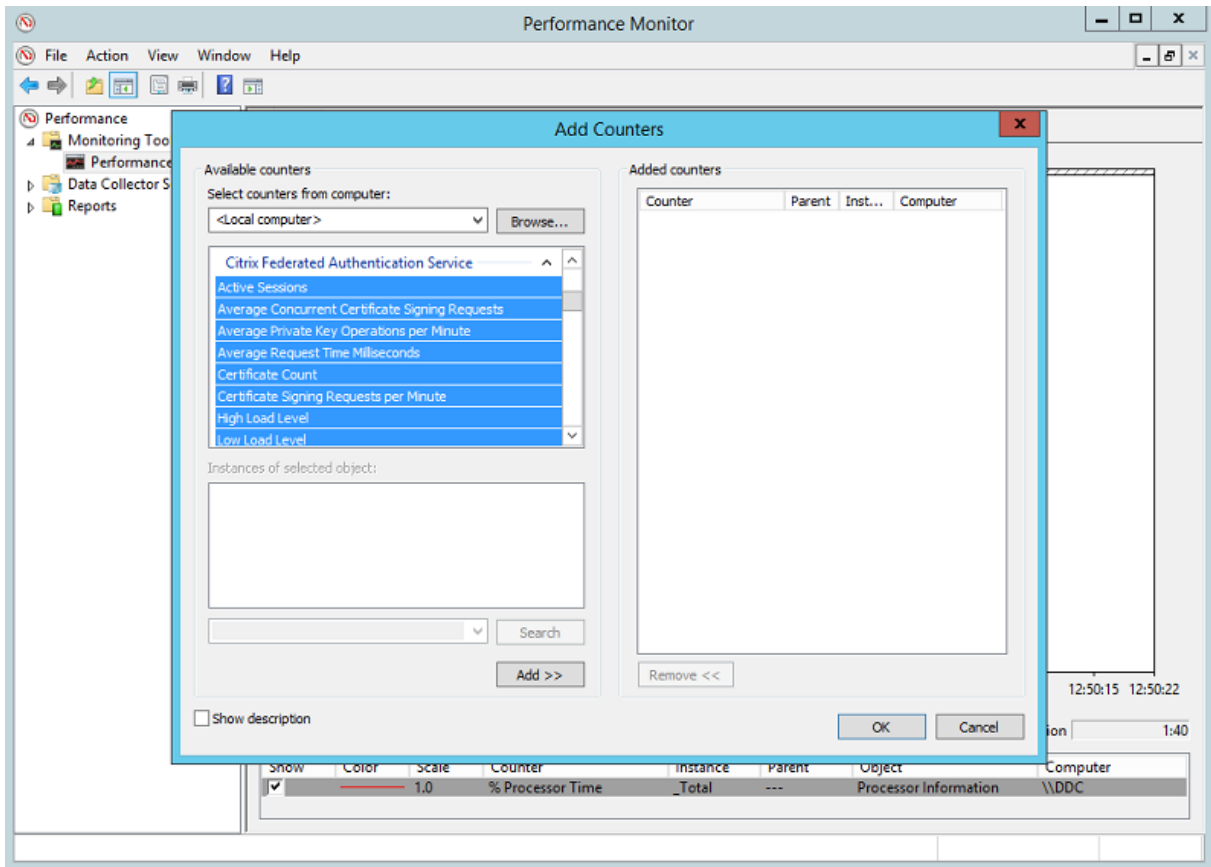 Performance Monitor
File Action View Window Help
Performance
Monitoring Too
Performance
Data Collector S
Reports
Add Counters
Available counters
Select counters from computer:
<Local computer>
Browse...
Citrix Federated Authentication Service
Active Sessions
Average Concurrent Certificate Signing Requests
Average Private Key Operations per Minute
Average Request Time Milliseconds
Certificate Count
Certificate Signing Requests per Minute
High Load Level
Low Load Level
Instances of selected object:
Search
Add >>
Show description
Added counters
Counter Parent Inst... Computer
Remove <<
OK Cancel
12:50:15 12:50:22
ion 1:40
Show Color Scale Counter Instance Parent Object Computer
1.0 % Processor Time _Total --- Processor Information \\DDC